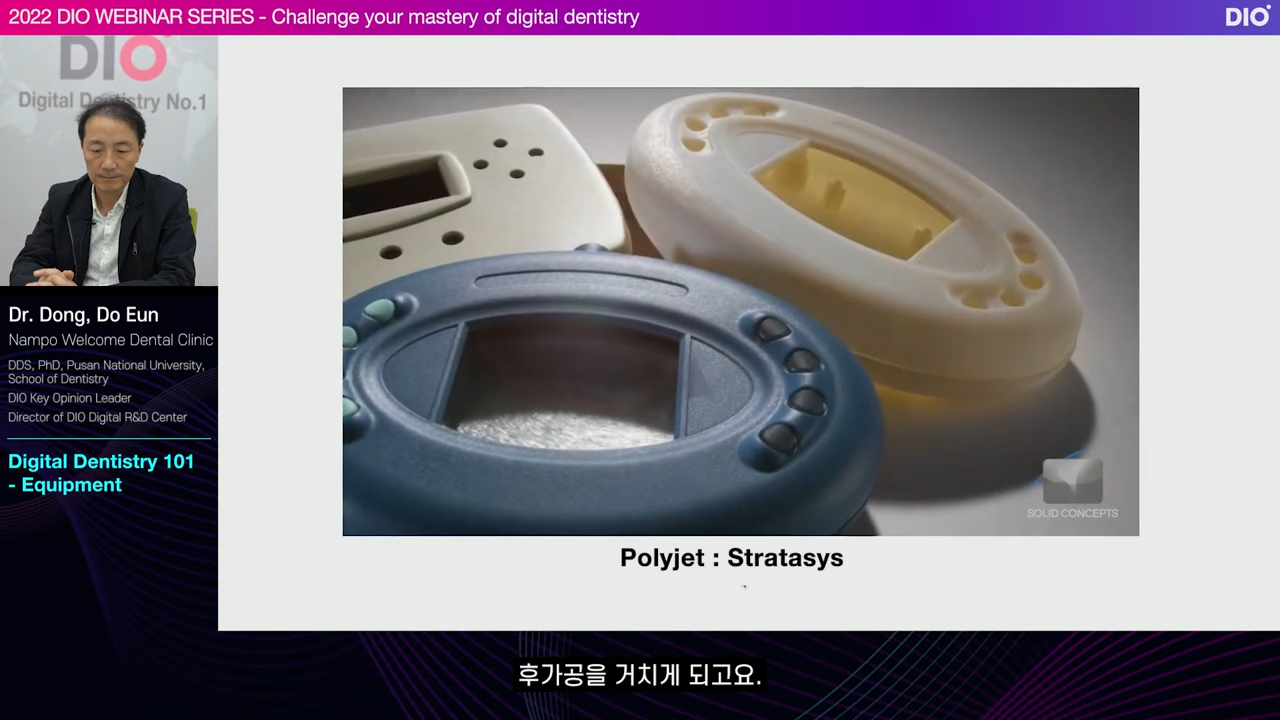 2022 DIO WEBINAR SERIES - Challenge your mastery of digital dentistry
DIO
DIO
Digital Dentistry No.1
Dr. Dong, Do Eun
Nampo Welcome Dental Clinic
DDS, PhD, Pusan National University,
School of Dentistry
DIO Key Opinion Leader
Director of DIO Digital R&D Center
Digital Dentistry 101
- Equipment
SOLID CONCEPTS
Polyjet : Stratasys
후가공을 거치게 되고요.